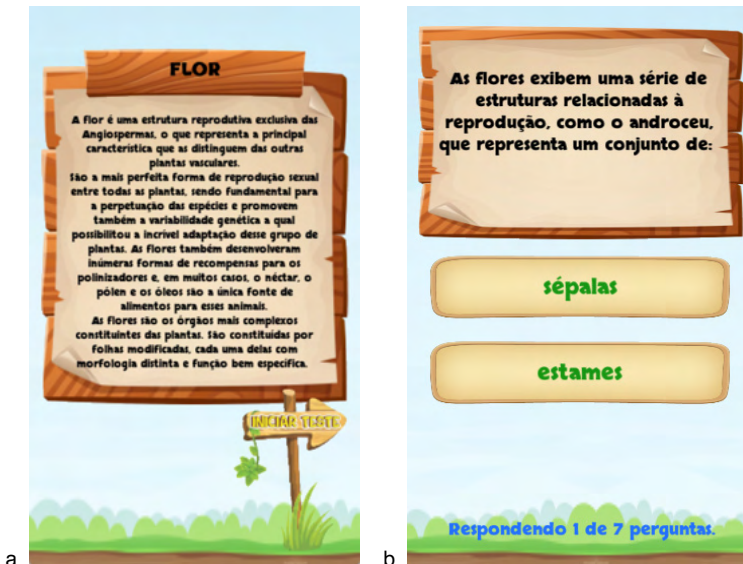 FLOR
A flor é uma estrutura reprodutiva exclusiva das
Angiospermas, o que representa a principal
característica que as distinguem das outras
plantas vasculares.
São a mais perfeita forma de reprodução sexual
entre todas as plantas, sendo fundamental para
a perpetuação das espécies e promovem
também a variabilidade genética a qual
possibilitou a incrível adaptação desse grupo de
plantas. As flores também desenvolveram
inúmeras formas de recompensas para os
polinizadores e, em muitos casos, o néctar, o
pólen e os óleos são a única fonte de
alimentos para esses animais.
As flores são os órgãos mais complexos
constituintes das plantas. São constituídas por
folhas modificadas, cada uma delas com
morfologia distinta e função bem específica.
INICIAR TESTE
a
As flores exibem uma série de
estruturas relacionadas à
reprodução, como o androceu,
que representa um conjunto de:
sépalas
estames
Respondendo 1 de 7 perguntas.
b